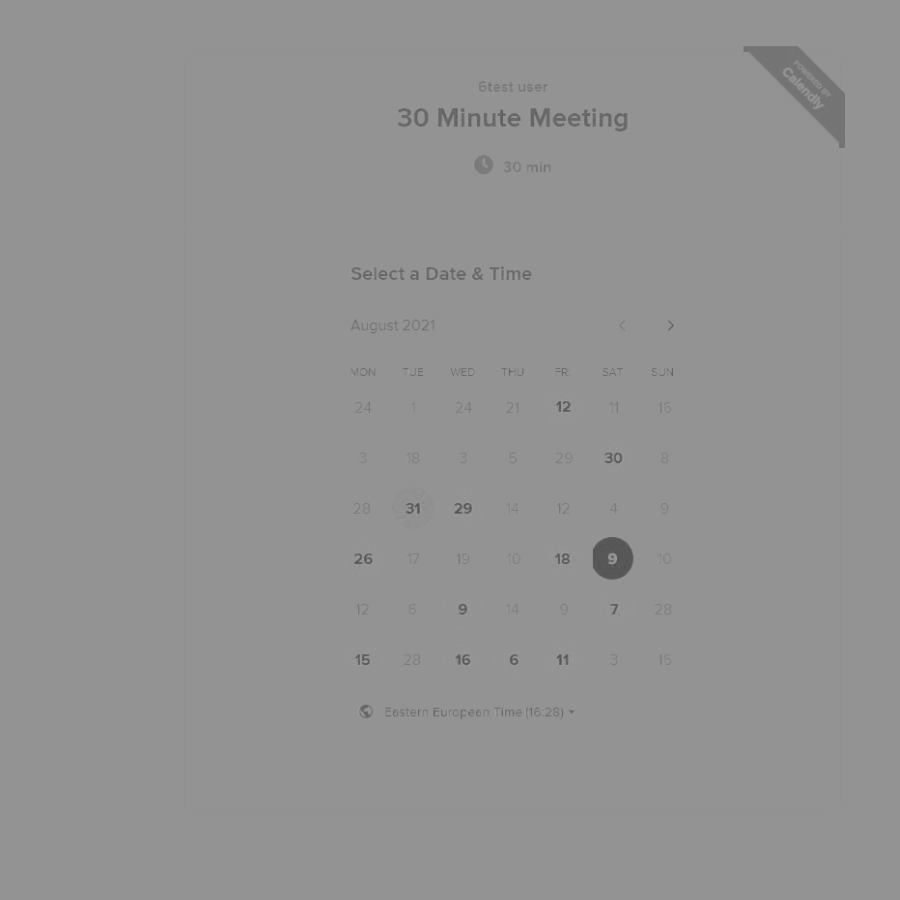 POWERED BY
Calendly
6test user
30 Minute Meeting
30 min
Select a Date & Time
August 2021
MON TUE WED THU FRI SAT SUN
24 1 24 21 12 11 16
3 18 3 5 29 30 8
28 31 29 14 12 4 9
26 17 19 10 18 9 10
12 6 9 14 9 7 28
15 28 16 6 11 3 15
Eastern European Time (16:28)